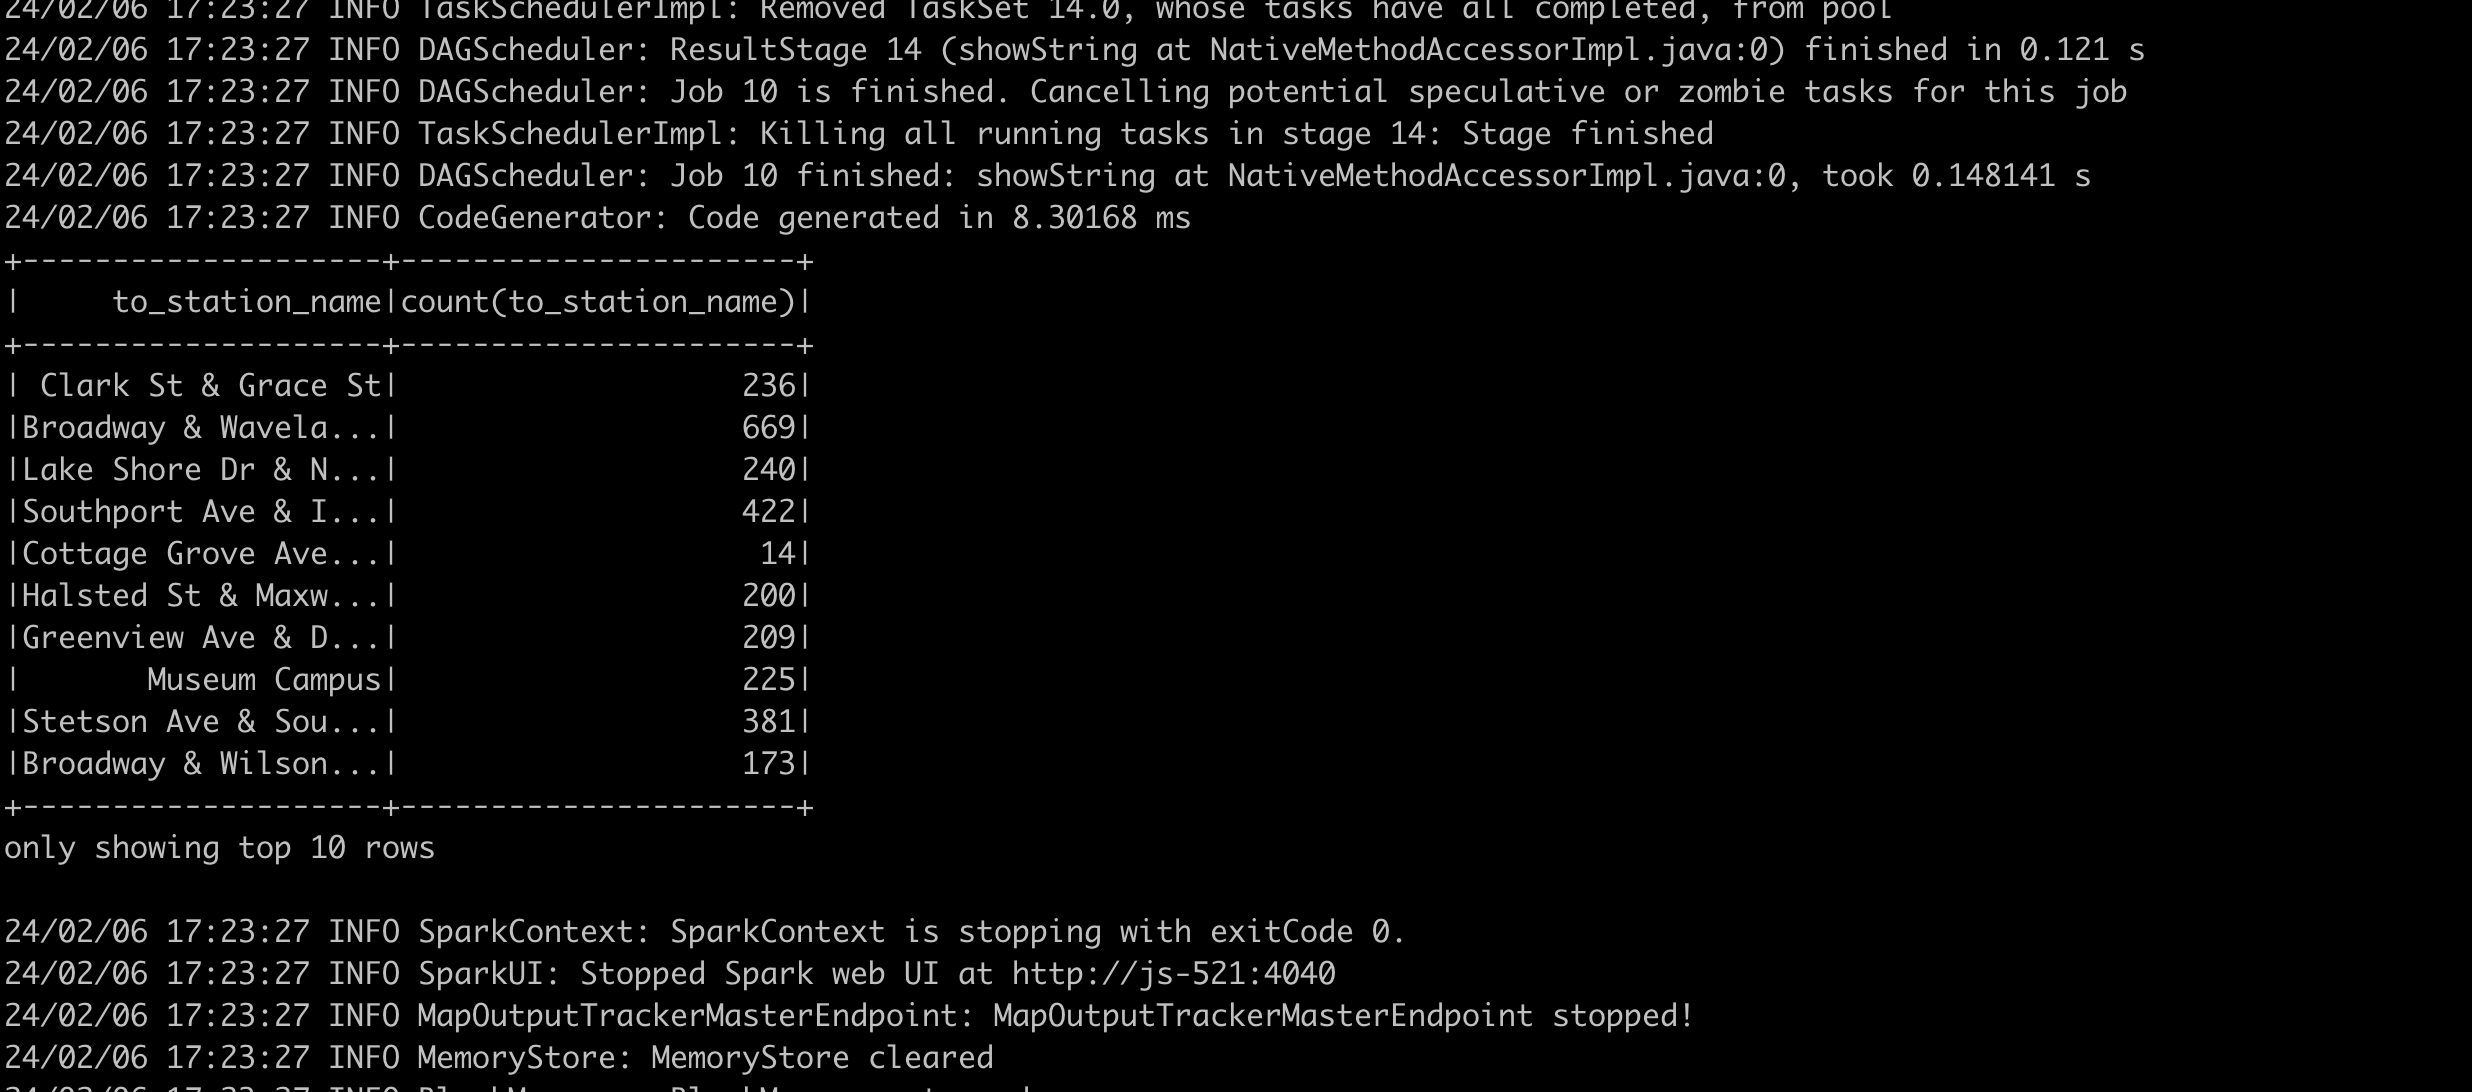 24/02/06 17:23:27 INFO TaskSchedulerImpl: Removed TaskSet 14.0, whose tasks have all completed, from pool
24/02/06 17:23:27 INFO DAGScheduler: ResultStage 14 (showString at NativeMethodAccessorImpl.java:0) finished in 0.121 s
24/02/06 17:23:27 INFO DAGScheduler: Job 10 is finished. Cancelling potential speculative or zombie tasks for this job
24/02/06 17:23:27 INFO TaskSchedulerImpl: Killing all running tasks in stage 14: Stage finished
24/02/06 17:23:27 INFO DAGScheduler: Job 10 finished: showString at NativeMethodAccessorImpl.java:0, took 0.148141 s
24/02/06 17:23:27 INFO CodeGenerator: Code generated in 8.30168 ms
+--------------------+----------------------+
|     to_station_name|count(to_station_name)|
+--------------------+----------------------+
| Clark St & Grace St|                   236|
|Broadway & Wavela...|                   669|
|Lake Shore Dr & N...|                   240|
|Southport Ave & I...|                   422|
|Cottage Grove Ave...|                    14|
|Halsted St & Maxw...|                   200|
|Greenview Ave & D...|                   209|
|       Museum Campus|                   225|
|Stetson Ave & Sou...|                   381|
|Broadway & Wilson...|                   173|
+--------------------+----------------------+
only showing top 10 rows
24/02/06 17:23:27 INFO SparkContext: SparkContext is stopping with exitCode 0.
24/02/06 17:23:27 INFO SparkUI: Stopped Spark web UI at http://js-521:4040
24/02/06 17:23:27 INFO MapOutputTrackerMasterEndpoint: MapOutputTrackerMasterEndpoint stopped!
24/02/06 17:23:27 INFO MemoryStore: MemoryStore cleared
24/02/06 17:23:27 INFO